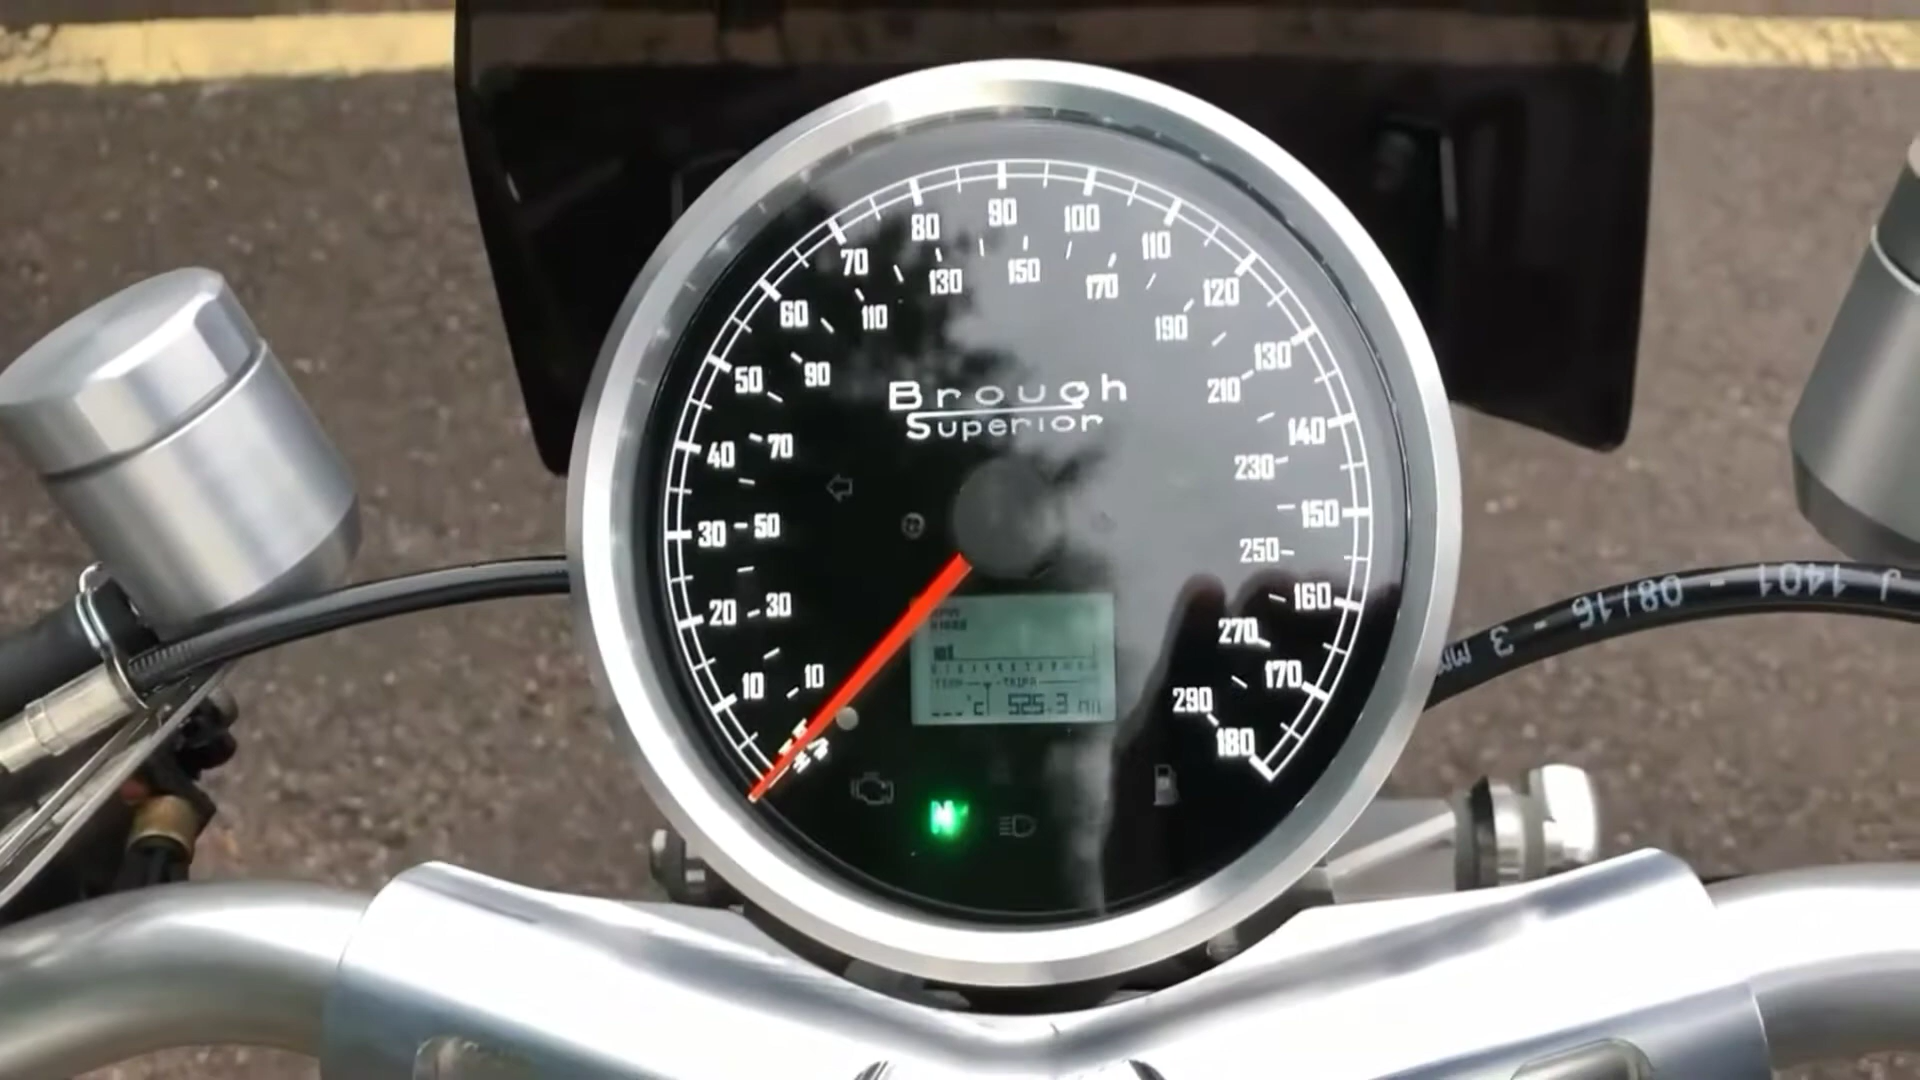 80 90 100
70 110
130 150 170
60 110 190 120
50 90 210 130
Brough
Superior
40 70 230 140
30 50 250 150
20 30 270 160
10 10 290 170
180
525.3
N
J 1401 - 08/16 - 3